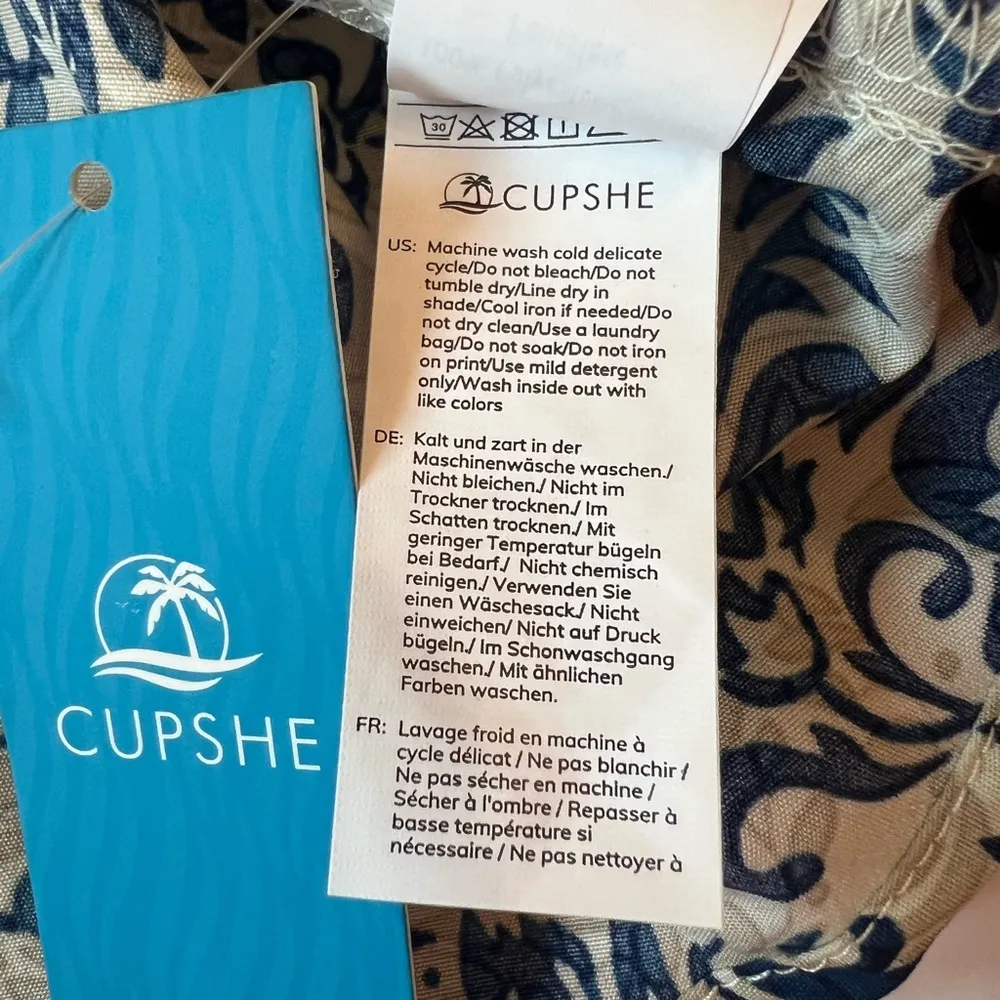 30
CUPSHE
US: Machine wash cold delicate
cycle/Do not bleach/Do not
tumble dry/Line dry in
shade/Cool iron if needed/Do
not dry clean/Use a laundry
bag/Do not soak/Do not iron
on print/Use mild detergent
only/Wash inside out with
like colors
DE: Kalt und zart in der
Maschinenwäsche waschen./
Nicht bleichen./ Nicht im
Trockner trocknen./ Im
Schatten trocknen./ Mit
geringer Temperatur bügeln
bei Bedarf./ Nicht chemisch
reinigen./ Verwenden Sie
einen Wäschesack./ Nicht
einweichen/ Nicht auf Druck
bügeln./ Im Schonwaschgang
waschen./ Mit ähnlichen
Farben waschen.
FR: Lavage froid en machine à
cycle délicat / Ne pas blanchir /
Ne pas sécher en machine /
Sécher à l'ombre / Repasser à
basse température si
nécessaire / Ne pas nettoyer à
CUPSHE